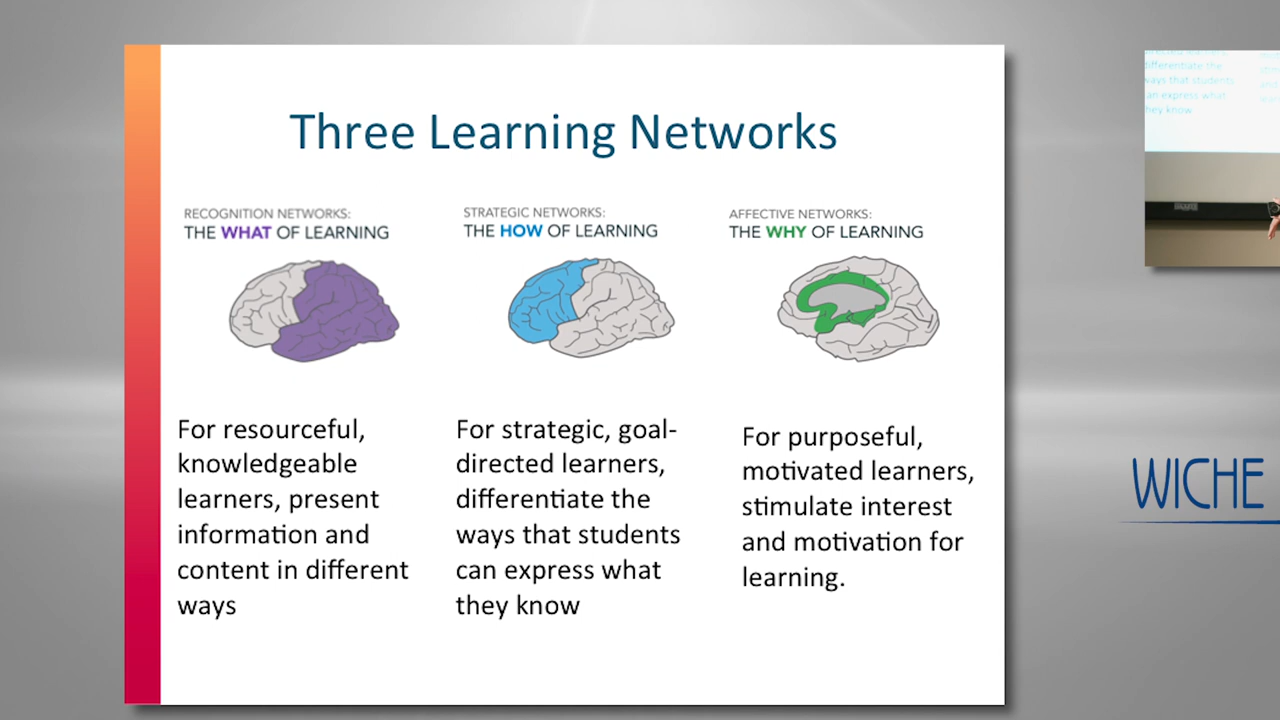 Three Learning Networks
RECOGNITION NETWORKS:
THE WHAT OF LEARNING
For resourceful,
knowledgeable
learners, present
information and
content in different
ways
STRATEGIC NETWORKS:
THE HOW OF LEARNING
For strategic, goal-
directed learners,
differentiate the
ways that students
can express what
they know
AFFECTIVE NETWORKS:
THE WHY OF LEARNING
For purposeful,
motivated learners,
stimulate interest
and motivation for
learning.
directed learners,
differentiate the
ways that students
can express what
they know
WICHE